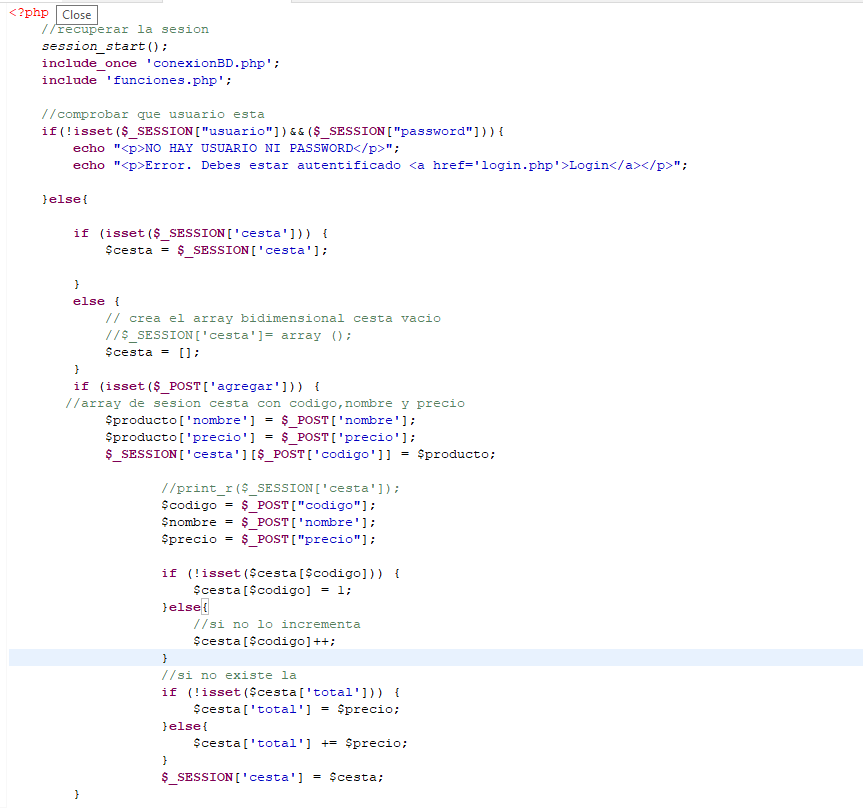 <?php
Close
//recuperar la sesion
session_start();
include_once 'conexionBD.php';
include 'funciones.php';
//comprobar que usuario esta
if(!isset($_SESSION["usuario"])&&($_SESSION["password"])){
echo "<p>NO HAY USUARIO NI PASSWORD</p>";
echo "<p>Error. Debes estar autentificado <a href='login.php'>Login</a></p>";
}else{
if (isset($_SESSION['cesta'])) {
$cesta = $_SESSION['cesta'];
}
else {
// crea el array bidimensional cesta vacio
//$_SESSION['cesta']= array ();
$cesta = [];
}
if (isset($_POST['agregar'])) {
//array de sesion cesta con codigo,nombre y precio
$producto['nombre'] = $_POST['nombre'];
$producto['precio'] = $_POST['precio'];
$_SESSION['cesta'][$_POST['codigo']] = $producto;
//print_r($_SESSION['cesta']);
$codigo = $_POST["codigo"];
$nombre = $_POST['nombre'];
$precio = $_POST["precio"];
if (!isset($cesta[$codigo])) {
$cesta[$codigo] = 1;
}else{
//si no lo incrementa
$cesta[$codigo]++;
}
//si no existe la
if (!isset($cesta['total'])) {
$cesta['total'] = $precio;
}else{
$cesta['total'] += $precio;
}
$_SESSION['cesta'] = $cesta;
}